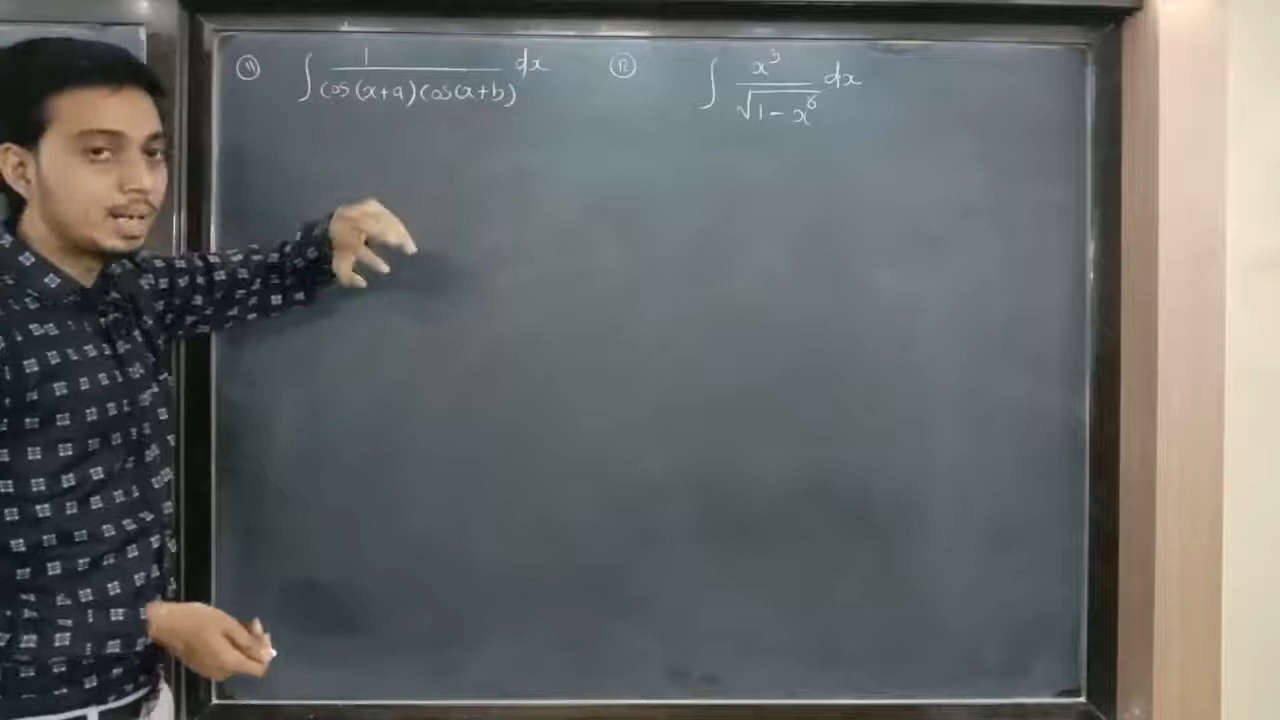 ⑪ ∫ 1/(cos(x+a)cos(x+b)) dx
⑫ ∫ x³/√(1-x⁶) dx